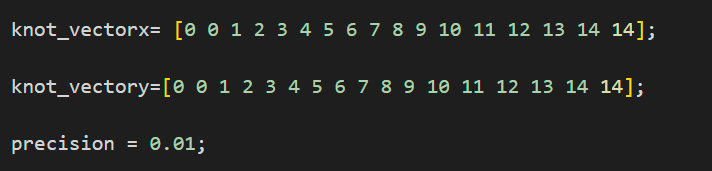 knot_vectorx= [0 0 1 2 3 4 5 6 7 8 9 10 11 12 13 14 14];
knot_vectory=[0 0 1 2 3 4 5 6 7 8 9 10 11 12 13 14 14];
precision = 0.01;